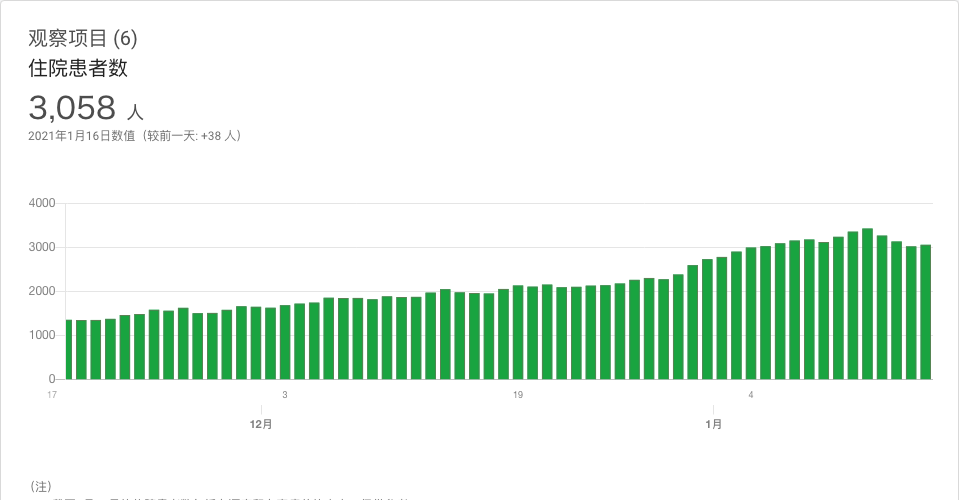 观察项目 (6)
住院患者数
3,058 人
2021年1月16日数值（较前一天: +38 人）
4000
3000
2000
1000
0
17
3
19
4
12月
1月
(注)